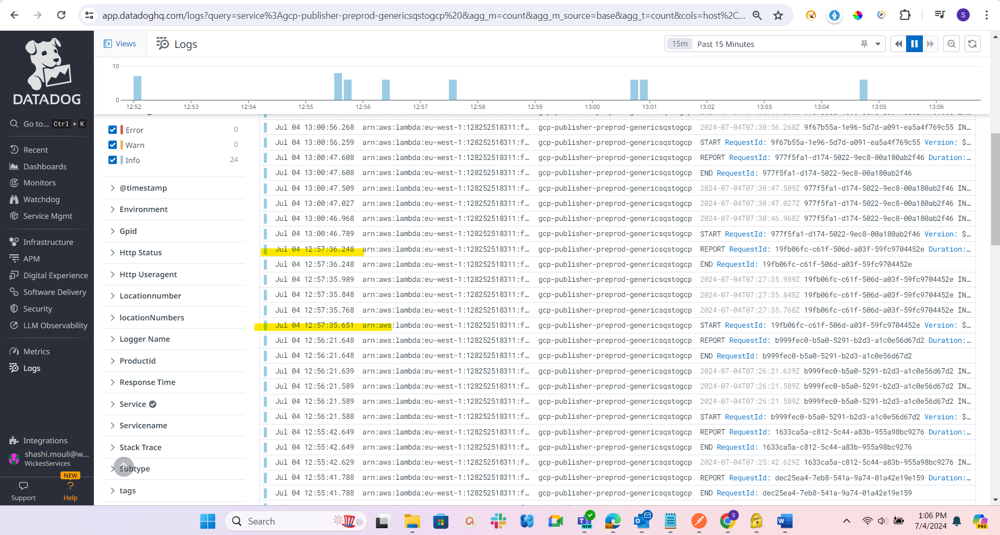 app.datadoghq.com/logs?query=service%3Agcp-publisher-preprod-genericsqstogcp%20&agg_m=count&agg_m_source=base&agg_t=count&cols=host%2C...
S
DATADOG
Go to... Ctrl + K
Recent
Dashboards
Monitors
Watchdog
Service Mgmt
Infrastructure
APM
Digital Experience
Software Delivery
Security
LLM Observability
Metrics
Logs
Integrations
shashi.mouli@w...
WickesServices
NEW
Support
Help
Views
Logs
15m Past 15 Minutes
10
0
12:52 12:53 12:54 12:55 12:56 12:57 12:58 12:59 13:00 13:01 13:02 13:03 13:04 13:05 13:06
Error 0
Warn 0
Info 24
@timestamp
Environment
Gpid
Http Status
Http Useragent
Locationnumber
locationNumbers
Logger Name
Productid
Response Time
Service
Servicename
Stack Trace
Subtype
tags
Jul 04 13:00:56.268 arn:aws:lambda:eu-west-1:128252518311:f… gcp-publisher-preprod-genericsqstogcp 2024-07-04T07:30:56.268Z 9f67b55a-1e96-5d7d-a091-ea5a4f769c55 IN…
Jul 04 13:00:56.259 arn:aws:lambda:eu-west-1:128252518311:f… gcp-publisher-preprod-genericsqstogcp START RequestId: 9f67b55a-1e96-5d7d-a091-ea5a4f769c55 Version: $…
Jul 04 13:00:47.608 arn:aws:lambda:eu-west-1:128252518311:f… gcp-publisher-preprod-genericsqstogcp REPORT RequestId: 977f5fa1-d174-5022-9ec8-00a180ab2f46 Duration:…
Jul 04 13:00:47.608 arn:aws:lambda:eu-west-1:128252518311:f… gcp-publisher-preprod-genericsqstogcp END RequestId: 977f5fa1-d174-5022-9ec8-00a180ab2f46
Jul 04 13:00:47.509 arn:aws:lambda:eu-west-1:128252518311:f… gcp-publisher-preprod-genericsqstogcp 2024-07-04T07:30:47.509Z 977f5fa1-d174-5022-9ec8-00a180ab2f46 IN…
Jul 04 13:00:47.027 arn:aws:lambda:eu-west-1:128252518311:f… gcp-publisher-preprod-genericsqstogcp 2024-07-04T07:30:47.027Z 977f5fa1-d174-5022-9ec8-00a180ab2f46 IN…
Jul 04 13:00:46.968 arn:aws:lambda:eu-west-1:128252518311:f… gcp-publisher-preprod-genericsqstogcp 2024-07-04T07:30:46.968Z 977f5fa1-d174-5022-9ec8-00a180ab2f46 IN…
Jul 04 13:00:46.789 arn:aws:lambda:eu-west-1:128252518311:f… gcp-publisher-preprod-genericsqstogcp START RequestId: 977f5fa1-d174-5022-9ec8-00a180ab2f46 Version: $…
Jul 04 12:57:36.248 arn:aws:lambda:eu-west-1:128252518311:f… gcp-publisher-preprod-genericsqstogcp REPORT RequestId: 19fb06fc-c61f-506d-a03f-59fc9704452e Duration:…
Jul 04 12:57:36.248 arn:aws:lambda:eu-west-1:128252518311:f… gcp-publisher-preprod-genericsqstogcp END RequestId: 19fb06fc-c61f-506d-a03f-59fc9704452e
Jul 04 12:57:35.989 arn:aws:lambda:eu-west-1:128252518311:f… gcp-publisher-preprod-genericsqstogcp 2024-07-04T07:27:35.989Z 19fb06fc-c61f-506d-a03f-59fc9704452e IN…
Jul 04 12:57:35.848 arn:aws:lambda:eu-west-1:128252518311:f… gcp-publisher-preprod-genericsqstogcp 2024-07-04T07:27:35.848Z 19fb06fc-c61f-506d-a03f-59fc9704452e IN…
Jul 04 12:57:35.768 arn:aws:lambda:eu-west-1:128252518311:f… gcp-publisher-preprod-genericsqstogcp 2024-07-04T07:27:35.768Z 19fb06fc-c61f-506d-a03f-59fc9704452e IN…
Jul 04 12:57:35.651 arn:aws:lambda:eu-west-1:128252518311:f… gcp-publisher-preprod-genericsqstogcp START RequestId: 19fb06fc-c61f-506d-a03f-59fc9704452e Version: $…
Jul 04 12:56:21.648 arn:aws:lambda:eu-west-1:128252518311:f… gcp-publisher-preprod-genericsqstogcp REPORT RequestId: b999fec0-b5a0-5291-b2d3-a1c0e56d67d2 Duration:…
Jul 04 12:56:21.648 arn:aws:lambda:eu-west-1:128252518311:f… gcp-publisher-preprod-genericsqstogcp END RequestId: b999fec0-b5a0-5291-b2d3-a1c0e56d67d2
Jul 04 12:56:21.639 arn:aws:lambda:eu-west-1:128252518311:f… gcp-publisher-preprod-genericsqstogcp 2024-07-04T07:26:21.639Z b999fec0-b5a0-5291-b2d3-a1c0e56d67d2 IN…
Jul 04 12:56:21.589 arn:aws:lambda:eu-west-1:128252518311:f… gcp-publisher-preprod-genericsqstogcp 2024-07-04T07:26:21.589Z b999fec0-b5a0-5291-b2d3-a1c0e56d67d2 IN…
Jul 04 12:56:21.589 arn:aws:lambda:eu-west-1:128252518311:f… gcp-publisher-preprod-genericsqstogcp 2024-07-04T07:26:21.589Z b999fec0-b5a0-5291-b2d3-a1c0e56d67d2 IN…
Jul 04 12:56:21.588 arn:aws:lambda:eu-west-1:128252518311:f… gcp-publisher-preprod-genericsqstogcp START RequestId: b999fec0-b5a0-5291-b2d3-a1c0e56d67d2 Version: $…
Jul 04 12:55:42.649 arn:aws:lambda:eu-west-1:128252518311:f… gcp-publisher-preprod-genericsqstogcp REPORT RequestId: 1633ca5a-c812-5c44-a83b-955a98bc9276 Duration:…
Jul 04 12:55:42.649 arn:aws:lambda:eu-west-1:128252518311:f… gcp-publisher-preprod-genericsqstogcp END RequestId: 1633ca5a-c812-5c44-a83b-955a98bc9276
Jul 04 12:55:42.629 arn:aws:lambda:eu-west-1:128252518311:f… gcp-publisher-preprod-genericsqstogcp 2024-07-04T07:25:42.629Z 1633ca5a-c812-5c44-a83b-955a98bc9276 IN…
Jul 04 12:55:41.788 arn:aws:lambda:eu-west-1:128252518311:f… gcp-publisher-preprod-genericsqstogcp REPORT RequestId: dec25ea4-7eb8-541a-9a74-01a42e19e159 Duration:…
Jul 04 12:55:41.788 arn:aws:lambda:eu-west-1:128252518311:f… gcp-publisher-preprod-genericsqstogcp END RequestId: dec25ea4-7eb8-541a-9a74-01a42e19e159
Search
NEW
S
1:06 PM
7/4/2024
PRE